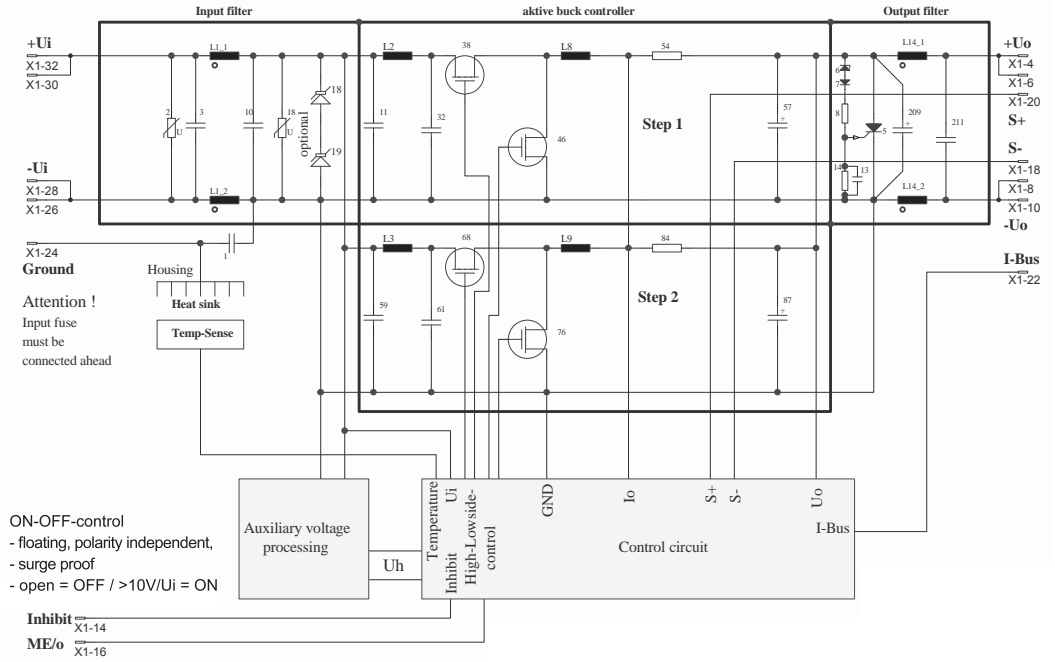 Input filter
aktive buck controller
Output filter
+Ui
X1-32
X1-30
L1_1
L2
38
L8
54
L14_1
+Uo
X1-4
X1-6
X1-20
S+
2
U
3
10
18
U
optional
18
19
11
32
46
Step 1
57
+
6
7
8
5
209
+
211
14
13
S-
X1-18
X1-8
X1-10
-Uo
-Ui
X1-28
X1-26
L1_2
L14_2
X1-24
Ground
1
Housing
Heat sink
Temp-Sense
Attention !
Input fuse
must be
connected ahead
L3
68
L9
84
59
61
76
Step 2
87
+
I-Bus
X1-22
ON-OFF-control
- floating, polarity independent,
- surge proof
- open = OFF / >10V/Ui = ON
Auxiliary voltage
processing
Uh
Temperature
Ui
Inhibit
High-Lowside-
control
GND
Io
S+
S-
Uo
I-Bus
Control circuit
Inhibit
X1-14
ME/o
X1-16